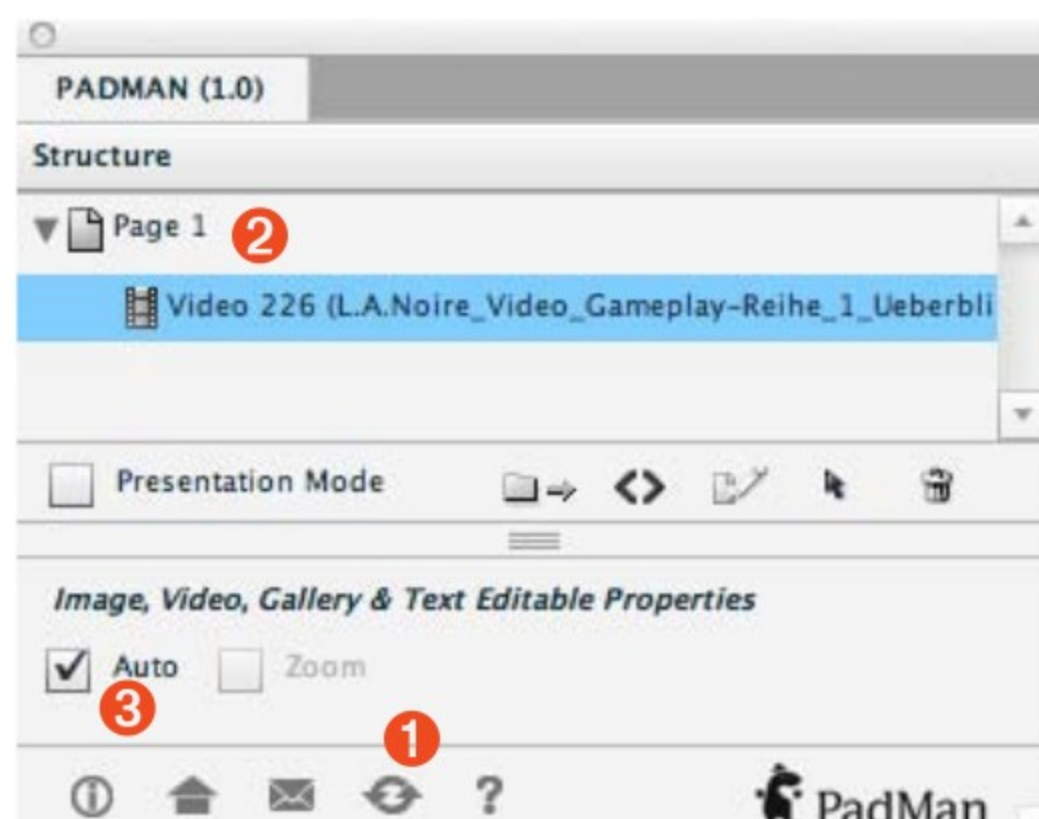 PADMAN (1.0)
Structure
Page 1 2
Video 226 (L.A.Noire_Video_Gameplay-Reihe_1_Ueberbli
Presentation Mode
Image, Video, Gallery & Text Editable Properties
Auto Zoom
3 1
? PadMan